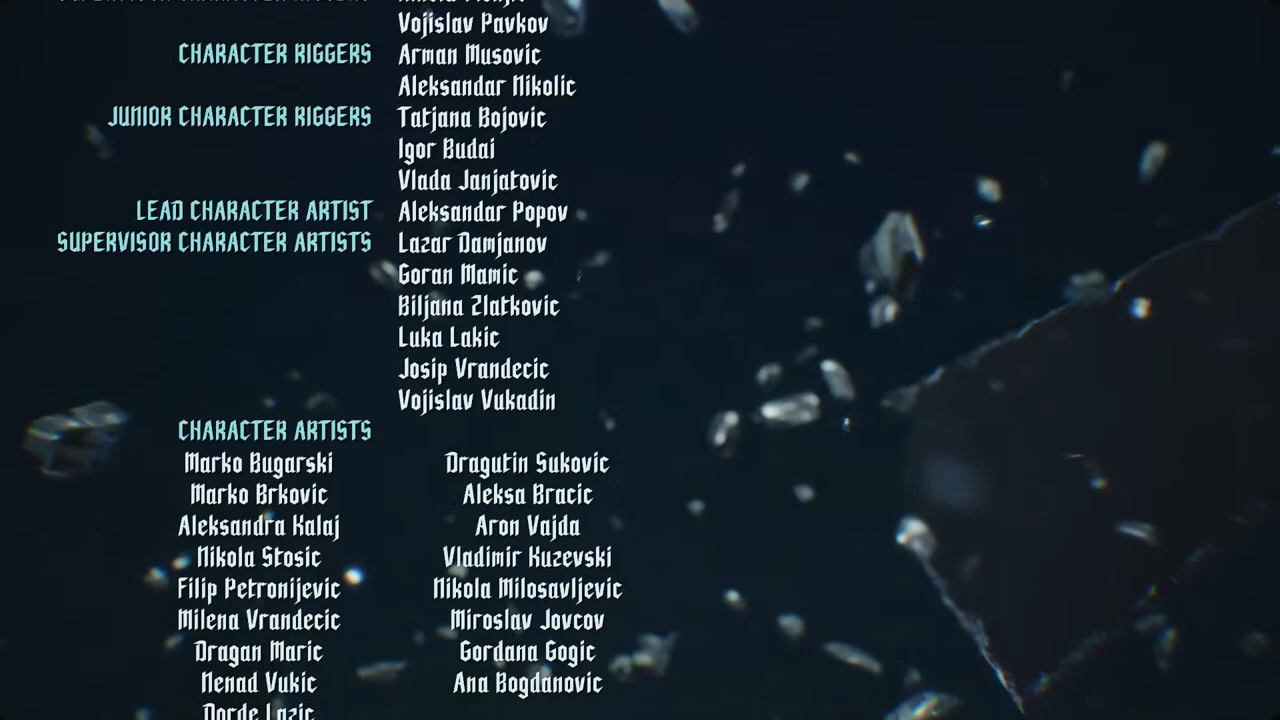 Vojislav Pavkov
CHARACTER RIGGERS Arman Musovic
Aleksandar Nikolic
JUNIOR CHARACTER RIGGERS Tatjana Bojovic
Igor Budai
Vlada Janjatovic
LEAD CHARACTER ARTIST Aleksandar Popov
SUPERVISOR CHARACTER ARTISTS Lazar Damjanov
Goran Mamic
Biljana Zlatkovic
Luka Lakic
Josip Vrandecic
Vojislav Vukadin
CHARACTER ARTISTS
Marko Bugarski Dragutin Sukovic
Marko Brkovic Aleksa Bracic
Aleksandra Kalaj Aron Vajda
Nikola Stosic Vladimir Kuzevski
Filip Petronijevic Nikola Milosavljevic
Milena Vrandecic Miroslav Jovcov
Dragan Maric Gordana Gogic
Nenad Vukic Ana Bogdanovic
Dorde Lazic